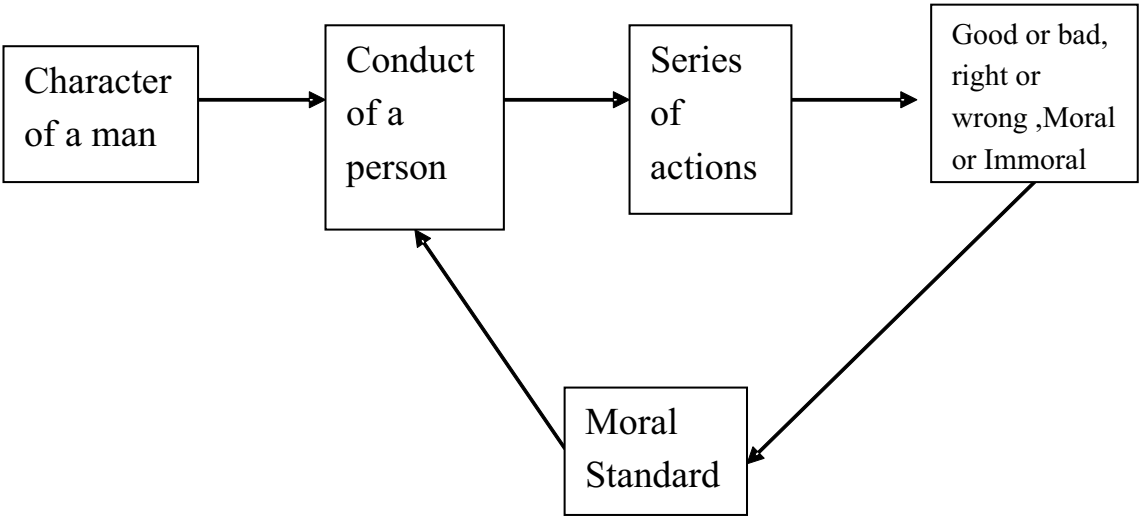 Character
of a man
Conduct
of a
person
Series
of
actions
Good or bad,
right or
wrong ,Moral
or Immoral
Moral
Standard